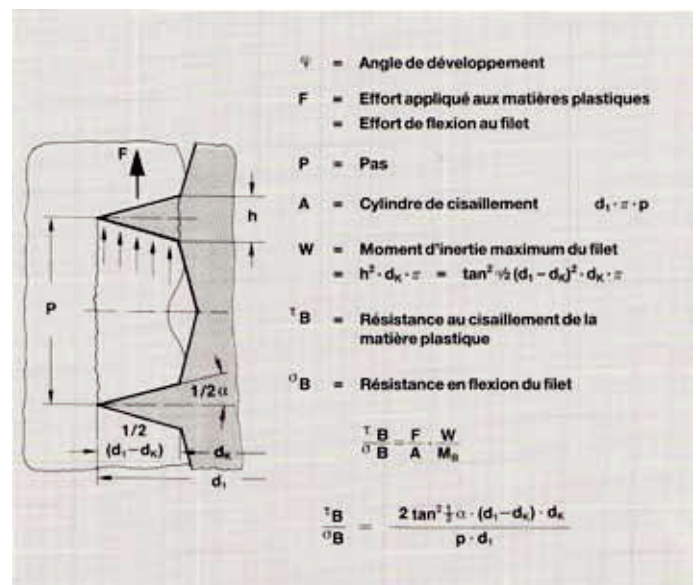 φ = Angle de développement
F = Effort appliqué aux matières plastiques
= Effort de flexion au filet
P = Pas
A = Cylindre de cisaillement d₁·π·p
W = Moment d'inertie maximum du filet
= h²·dₖ·π = tan² ½ (d₁ – dₖ)²·dₖ·π
τB = Résistance au cisaillement de la
matière plastique
σB = Résistance en flexion du filet
τB/σB = F/A · W/M_B
τB/σB = 2 tan² ½ α · (d₁–dₖ) · dₖ / p · d₁
F
h
P
1/2 α
1/2
(d₁–dₖ)
dₖ
d₁